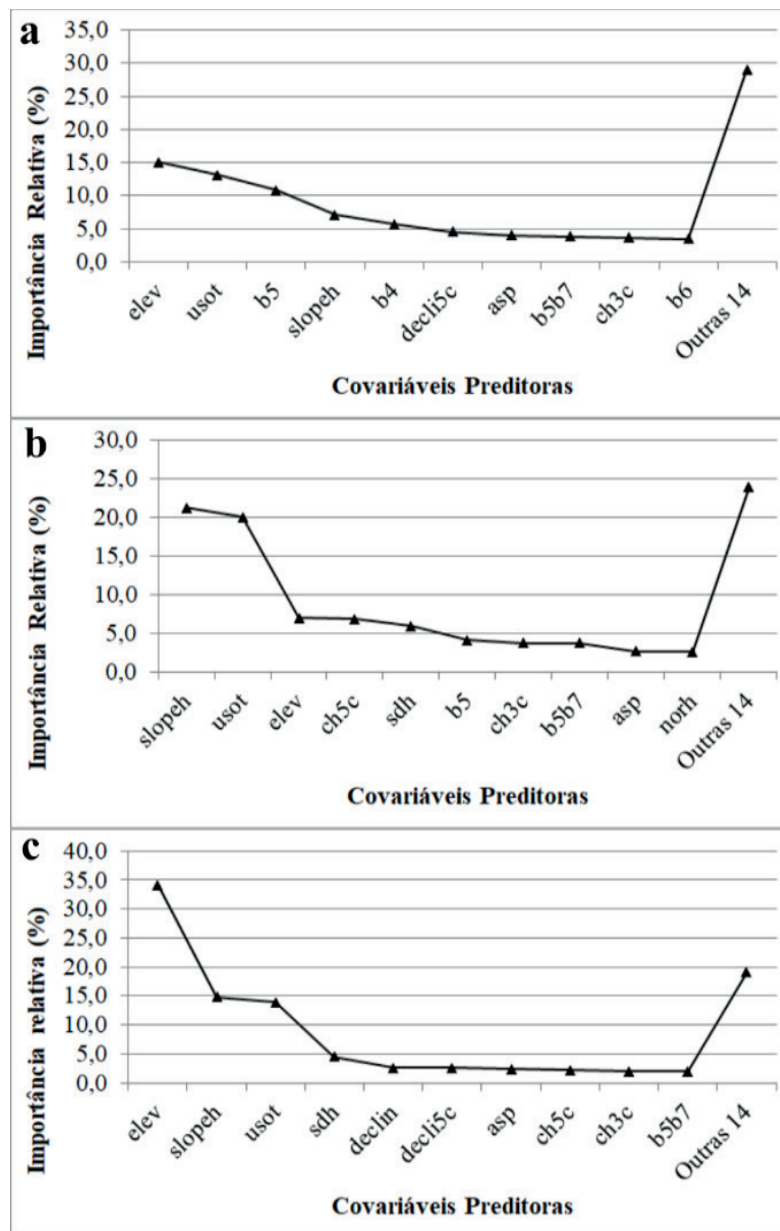 a
Importância Relativa (%)
35,0
30,0
25,0
20,0
15,0
10,0
5,0
0,0
elev
usot
b5
slopeh
b4
decli5c
asp
b5b7
ch3c
b6
Outras 14
Covariáveis Preditoras
b
Importância Relativa (%)
30,0
25,0
20,0
15,0
10,0
5,0
0,0
slopeh
usot
elev
ch5c
sdh
b5
ch3c
b5b7
asp
norh
Outras 14
Covariáveis Preditoras
c
Importância relativa (%)
40,0
35,0
30,0
25,0
20,0
15,0
10,0
5,0
0,0
elev
slopeh
usot
sdh
declin
decli5c
asp
ch5c
ch3c
b5b7
Outras 14
Covariáveis Preditoras